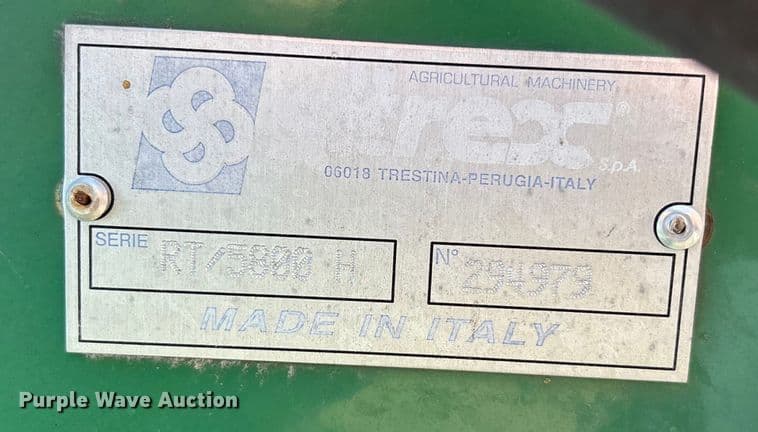 AGRICULTURAL MACHINERY
S.p.A.
06018 TRESTINA-PERUGIA-ITALY
SERIE RT/5800 H
N° 294979
MADE IN ITALY
Purple Wave Auction